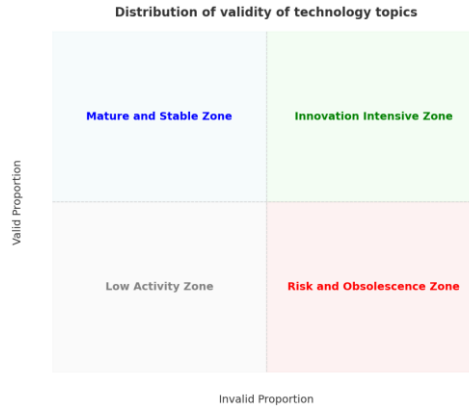 Distribution of validity of technology topics
Mature and Stable Zone
Innovation Intensive Zone
Valid Proportion
Low Activity Zone
Risk and Obsolescence Zone
Invalid Proportion